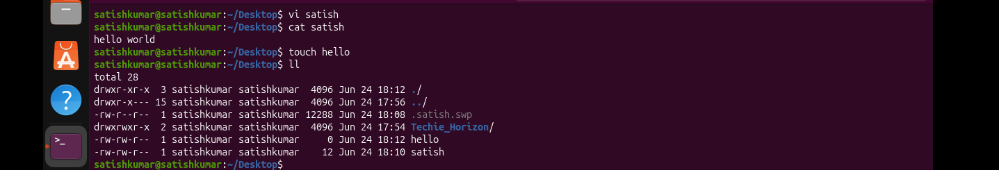 satishkumar@satishkumar:~/Desktop$ vi satish
satishkumar@satishkumar:~/Desktop$ cat satish
hello world
satishkumar@satishkumar:~/Desktop$ touch hello
satishkumar@satishkumar:~/Desktop$ ll
total 28
drwxr-xr-x  3 satishkumar satishkumar  4096 Jun 24 18:12 ./
drwxr-x--- 15 satishkumar satishkumar  4096 Jun 24 17:56 ../
-rw-r--r--  1 satishkumar satishkumar 12288 Jun 24 18:08 .satish.swp
drwxrwxr-x  2 satishkumar satishkumar  4096 Jun 24 17:54 Techie_Horizon/
-rw-rw-r--  1 satishkumar satishkumar     0 Jun 24 18:12 hello
-rw-rw-r--  1 satishkumar satishkumar    12 Jun 24 18:10 satish
satishkumar@satishkumar:~/Desktop$